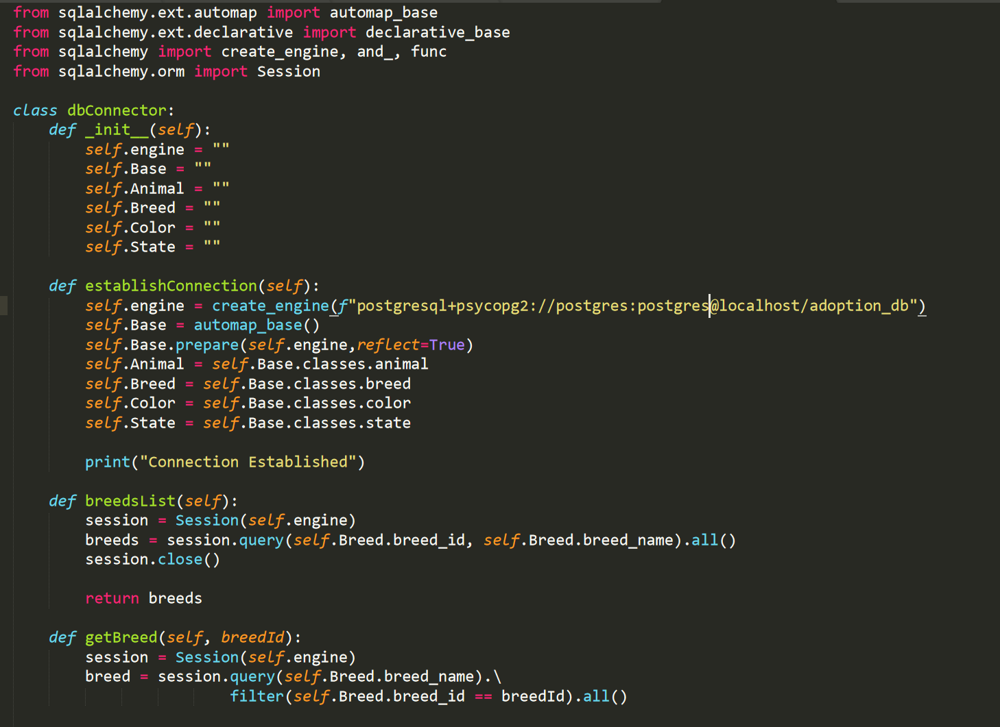 from sqlalchemy.ext.automap import automap_base
from sqlalchemy.ext.declarative import declarative_base
from sqlalchemy import create_engine, and_, func
from sqlalchemy.orm import Session

class dbConnector:
    def _init__(self):
        self.engine = ""
        self.Base = ""
        self.Animal = ""
        self.Breed = ""
        self.Color = ""
        self.State = ""

    def establishConnection(self):
        self.engine = create_engine(f"postgresql+psycopg2://postgres:postgres@localhost/adoption_db")
        self.Base = automap_base()
        self.Base.prepare(self.engine,reflect=True)
        self.Animal = self.Base.classes.animal
        self.Breed = self.Base.classes.breed
        self.Color = self.Base.classes.color
        self.State = self.Base.classes.state

        print("Connection Established")

    def breedsList(self):
        session = Session(self.engine)
        breeds = session.query(self.Breed.breed_id, self.Breed.breed_name).all()
        session.close()

        return breeds

    def getBreed(self, breedId):
        session = Session(self.engine)
        breed = session.query(self.Breed.breed_name).\
                        filter(self.Breed.breed_id == breedId).all()